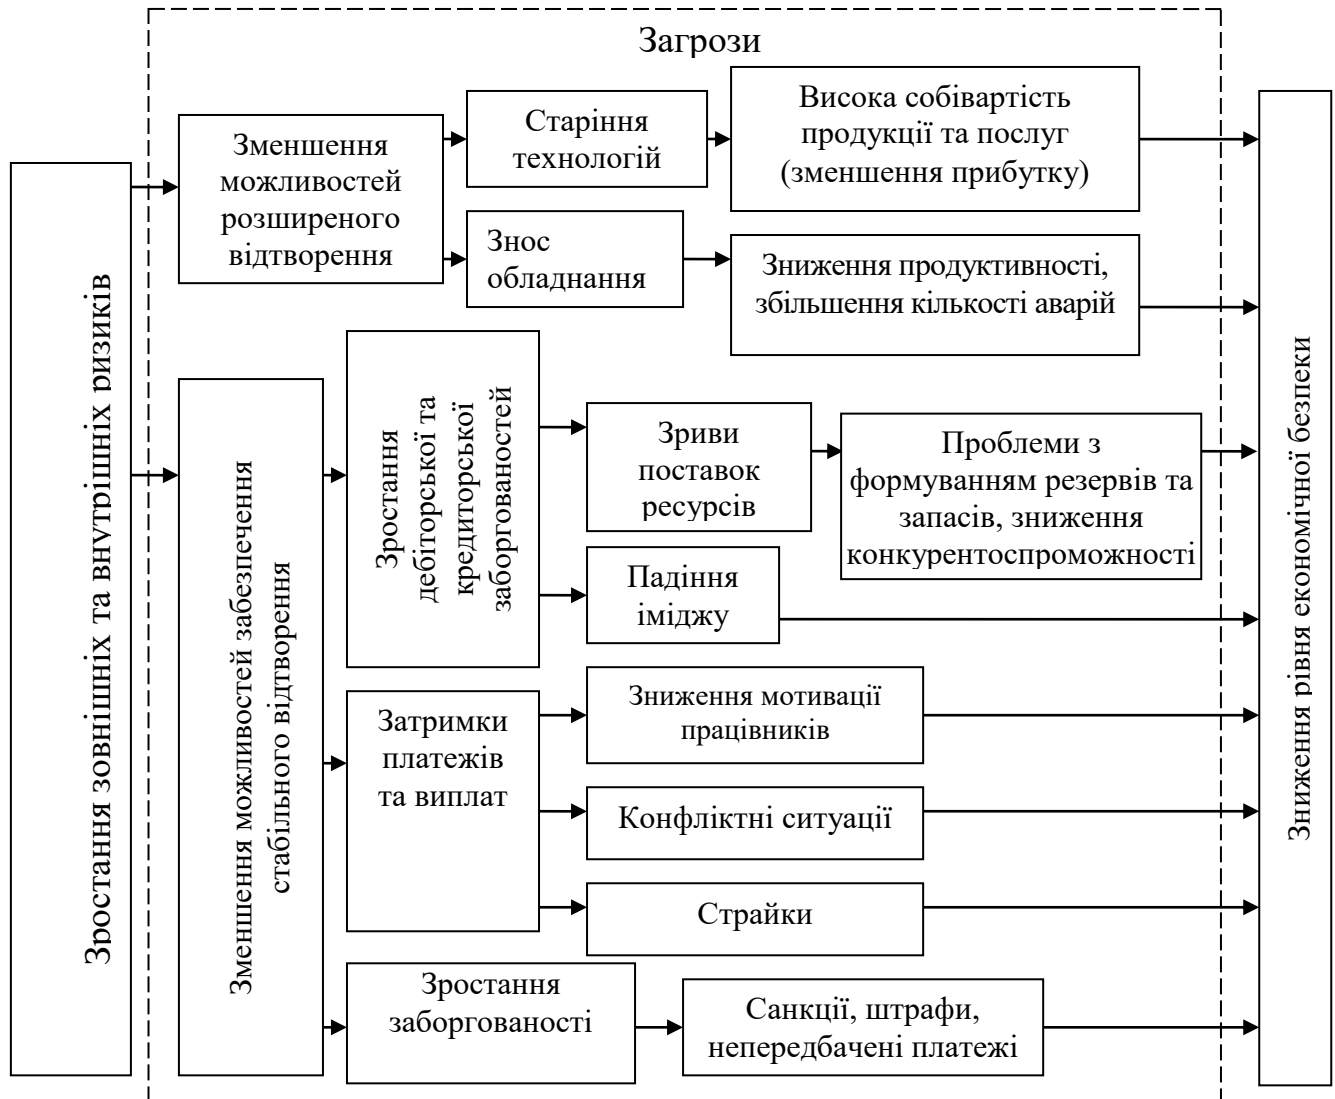 Загрози
Зростання зовнішніх та внутрішніх ризиків
Зменшення
можливостей
розширеного
відтворення
Старіння
технологій
Висока собівартість
продукції та послуг
(зменшення прибутку)
Знос
обладнання
Зниження продуктивності,
збільшення кількості аварій
Зменшення можливостей забезпечення
стабільного відтворення
Зростання
дебіторської та
кредиторської
заборгованостей
Зриви
поставок
ресурсів
Проблеми з
формуванням резервів та
запасів, зниження
конкурентоспроможності
Падіння
іміджу
Затримки
платежів
та виплат
Зниження мотивації
працівників
Конфліктні ситуації
Страйки
Зростання
заборгованості
Санкції, штрафи,
непередбачені платежі
Зниження рівня економічної безпеки